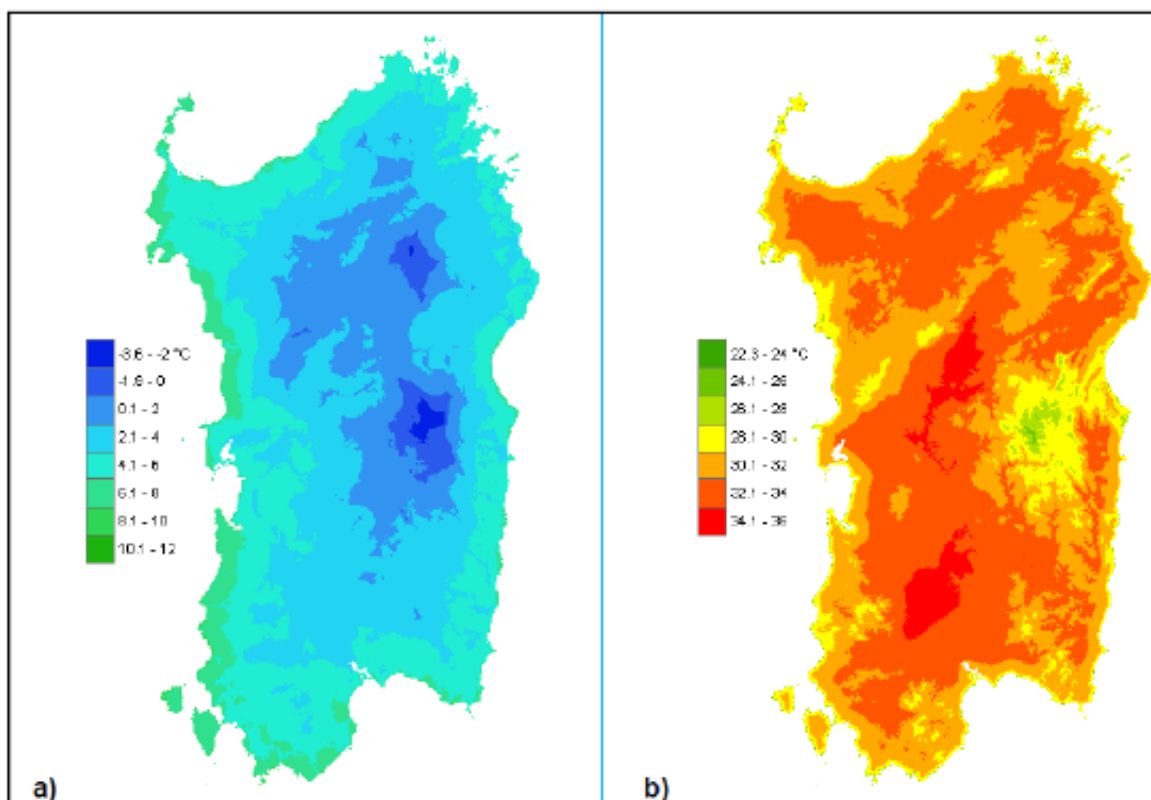 -3.6 - -2 °C
-1.9 - 0
0.1 - 2
2.1 - 4
4.1 - 6
6.1 - 8
8.1 - 10
10.1 - 12
a)
22.3 - 24 °C
24.1 - 26
26.1 - 28
28.1 - 30
30.1 - 32
32.1 - 34
34.1 - 36
b)